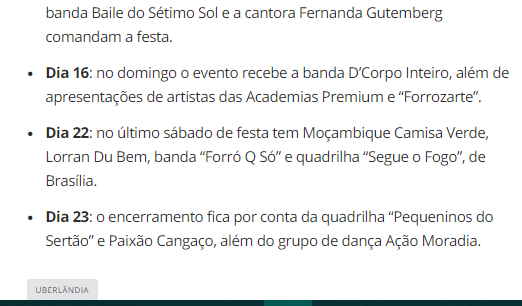 banda Baile do Sétimo Sol e a cantora Fernanda Gutemberg
comandam a festa.
• Dia 16: no domingo o evento recebe a banda D’Corpo Inteiro, além de
apresentações de artistas das Academias Premium e “Forrozarte”.
• Dia 22: no último sábado de festa tem Moçambique Camisa Verde,
Lorran Du Bem, banda “Forró Q Só” e quadrilha “Segue o Fogo”, de
Brasília.
• Dia 23: o encerramento fica por conta da quadrilha “Pequeninos do
Sertão” e Paixão Cangaço, além do grupo de dança Ação Moradia.
UBERLÂNDIA